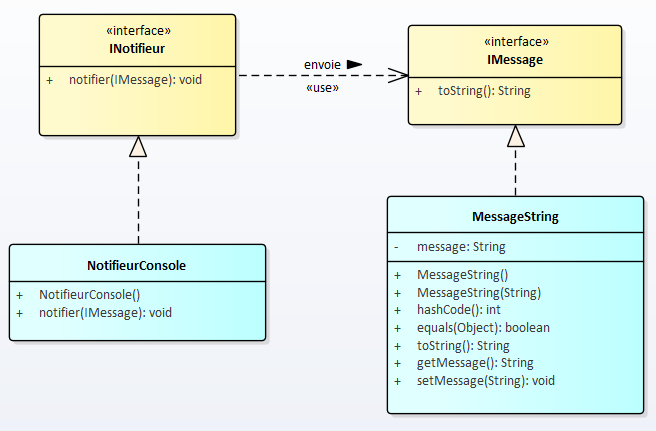 «interface»
INotifieur
+ notifier(IMessage): void
envoie
«use»
«interface»
IMessage
+ toString(): String
NotifieurConsole
+ NotifieurConsole()
+ notifier(IMessage): void
MessageString
- message: String
+ MessageString()
+ MessageString(String)
+ hashCode(): int
+ equals(Object): boolean
+ toString(): String
+ getMessage(): String
+ setMessage(String): void